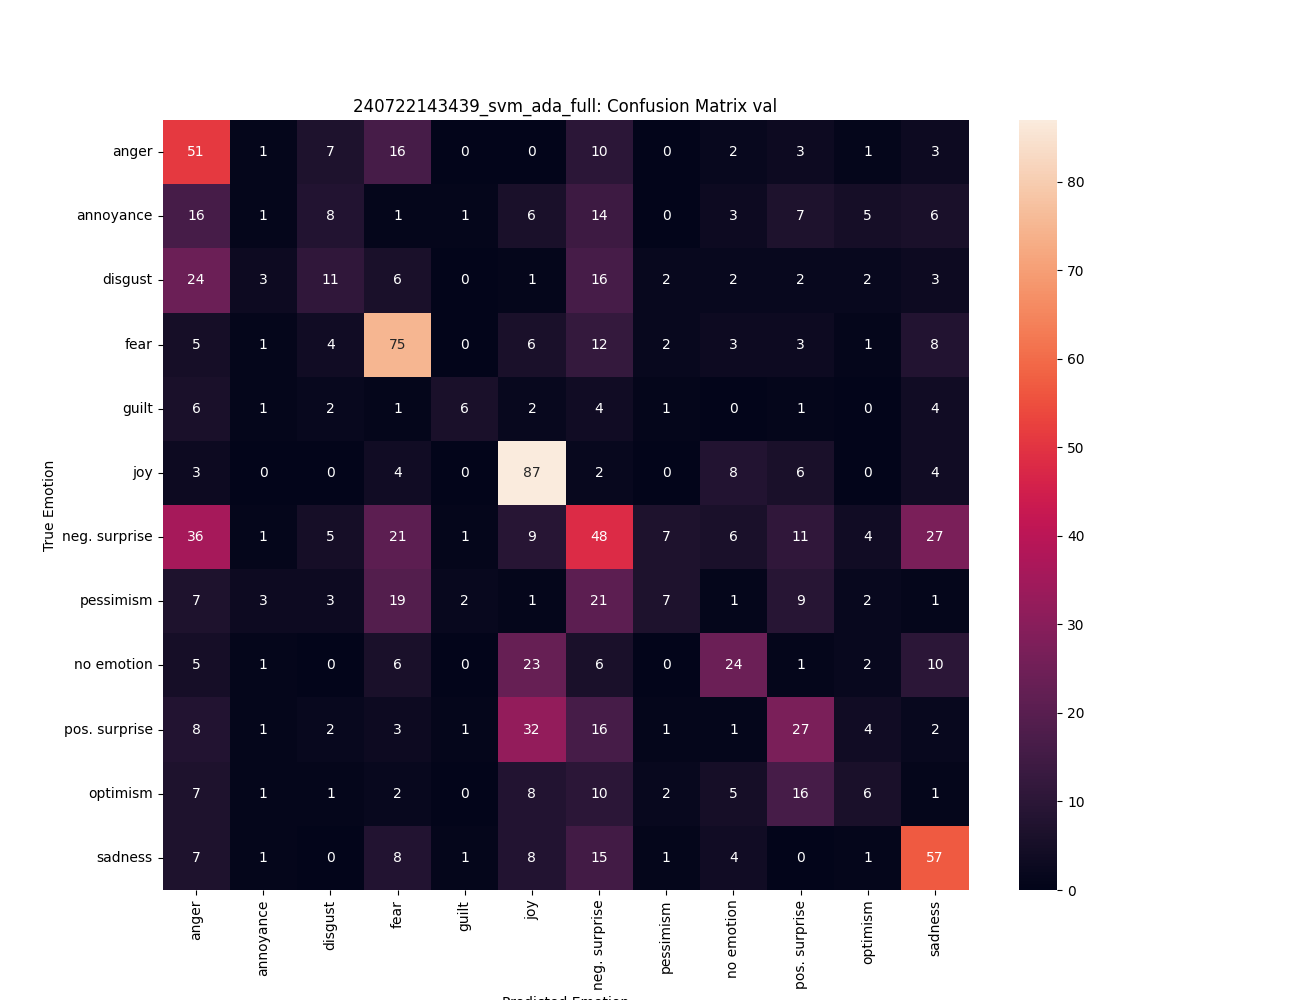 240722143439_svm_ada_full: Confusion Matrix val
True Emotion
anger 51 1 7 16 0 0 10 0 2 3 1 3
annoyance 16 1 8 1 1 6 14 0 3 7 5 6
disgust 24 3 11 6 0 1 16 2 2 2 2 3
fear 5 1 4 75 0 6 12 2 3 3 1 8
guilt 6 1 2 1 6 2 4 1 0 1 0 4
joy 3 0 0 4 0 87 2 0 8 6 0 4
neg. surprise 36 1 5 21 1 9 48 7 6 11 4 27
pessimism 7 3 3 19 2 1 21 7 1 9 2 1
no emotion 5 1 0 6 0 23 6 0 24 1 2 10
pos. surprise 8 1 2 3 1 32 16 1 1 27 4 2
optimism 7 1 1 2 0 8 10 2 5 16 6 1
sadness 7 1 0 8 1 8 15 1 4 0 1 57
anger annoyance disgust fear guilt joy neg. surprise pessimism no emotion pos. surprise optimism sadness
Predicted Emotion
80
70
60
50
40
30
20
10
0